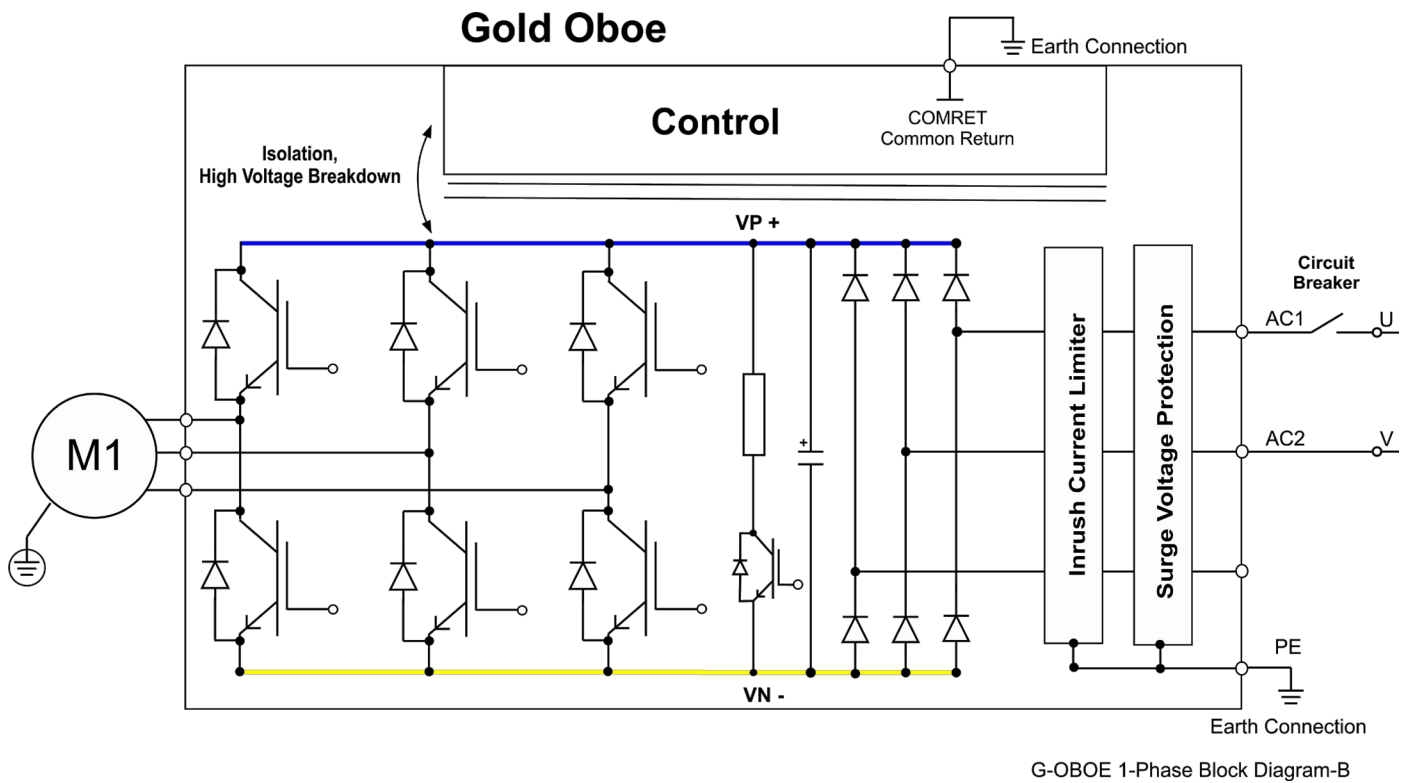 Gold Oboe
Earth Connection
Control
COMRET
Common Return
Isolation,
High Voltage Breakdown
VP +
Circuit
Breaker
AC1
U
Inrush Current Limiter
Surge Voltage Protection
M1
AC2
V
+
PE
VN -
Earth Connection
G-OBOE 1-Phase Block Diagram-B